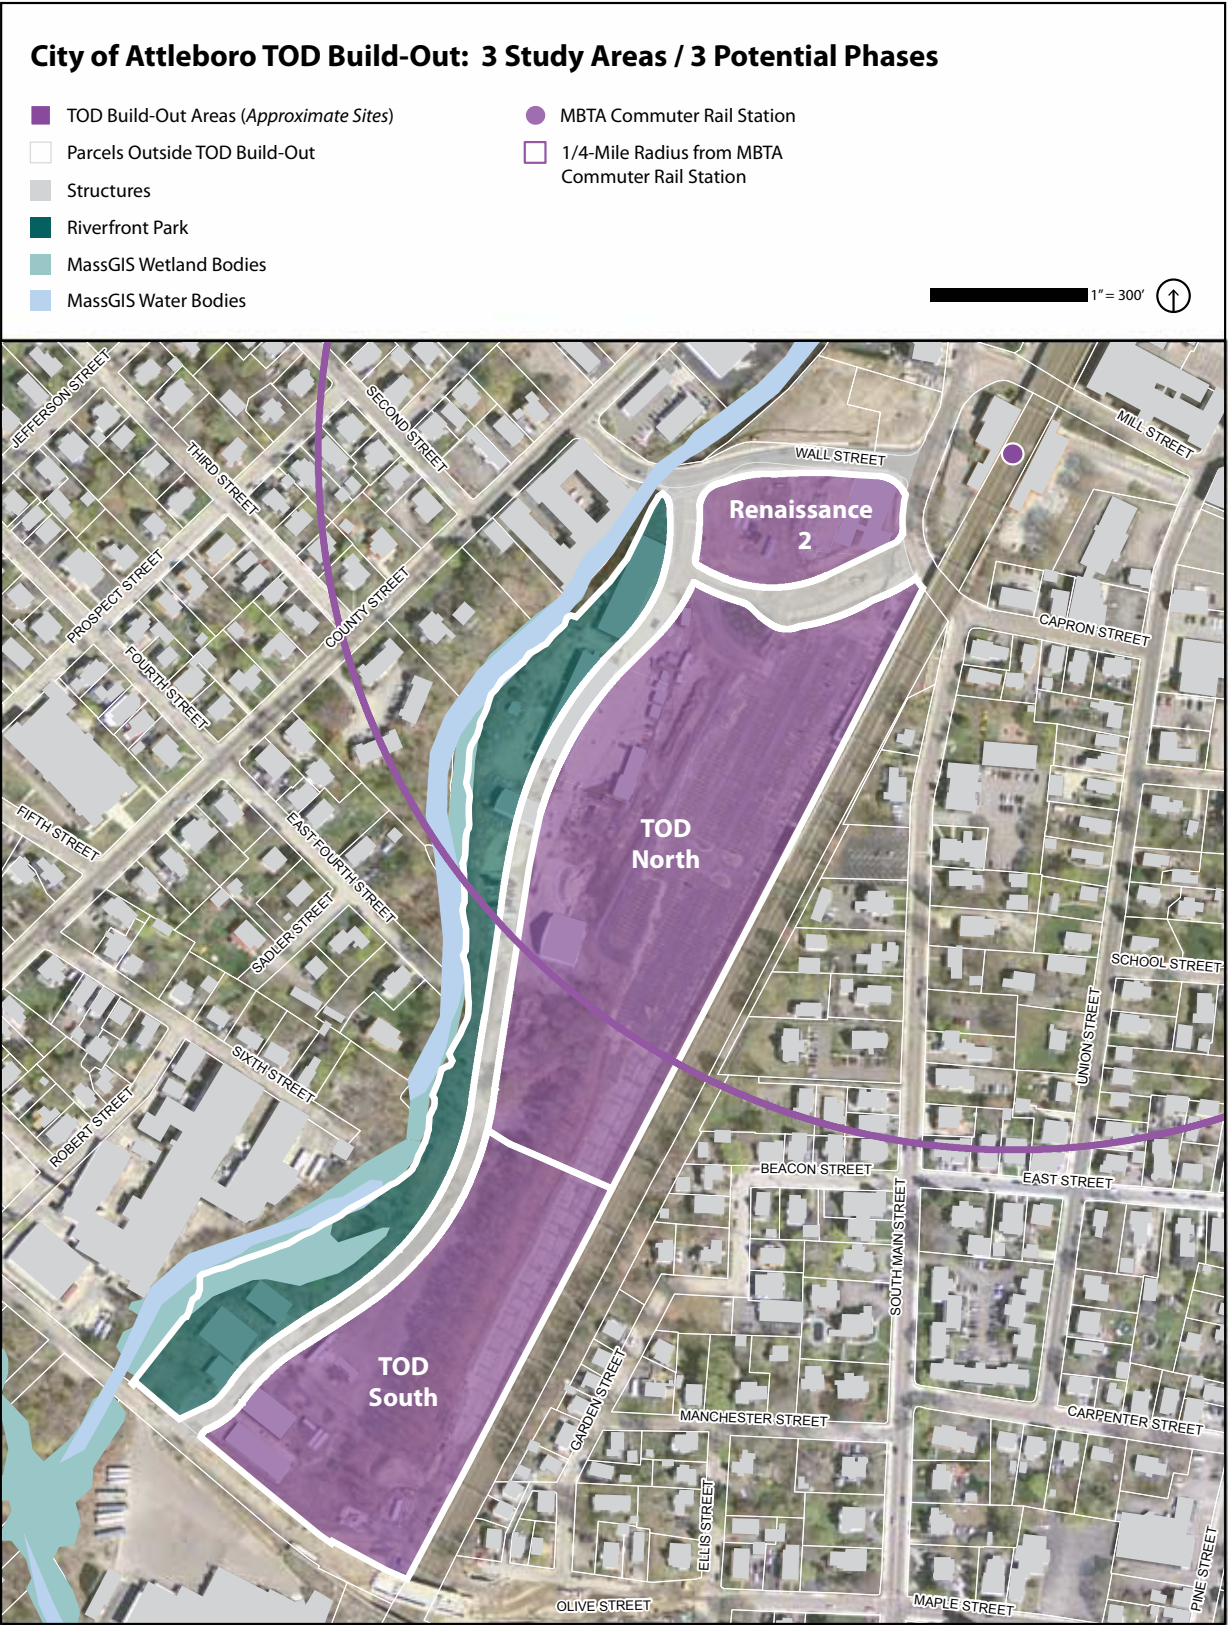 City of Attleboro TOD Build-Out: 3 Study Areas / 3 Potential Phases
TOD Build-Out Areas (Approximate Sites)
Parcels Outside TOD Build-Out
Structures
Riverfront Park
MassGIS Wetland Bodies
MassGIS Water Bodies
MBTA Commuter Rail Station
1/4-Mile Radius from MBTA
Commuter Rail Station
1" = 300'
JEFFERSON STREET
SECOND STREET
THIRD STREET
WALL STREET
MILL STREET
Renaissance
2
PROSPECT STREET
COUNTY STREET
CAPRON STREET
FOURTH STREET
FIFTH STREET
EAST FOURTH STREET
TOD
North
SADLER STREET
SCHOOL STREET
UNION STREET
SIXTH STREET
ROBERT STREET
BEACON STREET
EAST STREET
SOUTH MAIN STREET
TOD
South
GARDEN STREET
MANCHESTER STREET
CARPENTER STREET
ELLIS STREET
PINE STREET
OLIVE STREET
MAPLE STREET